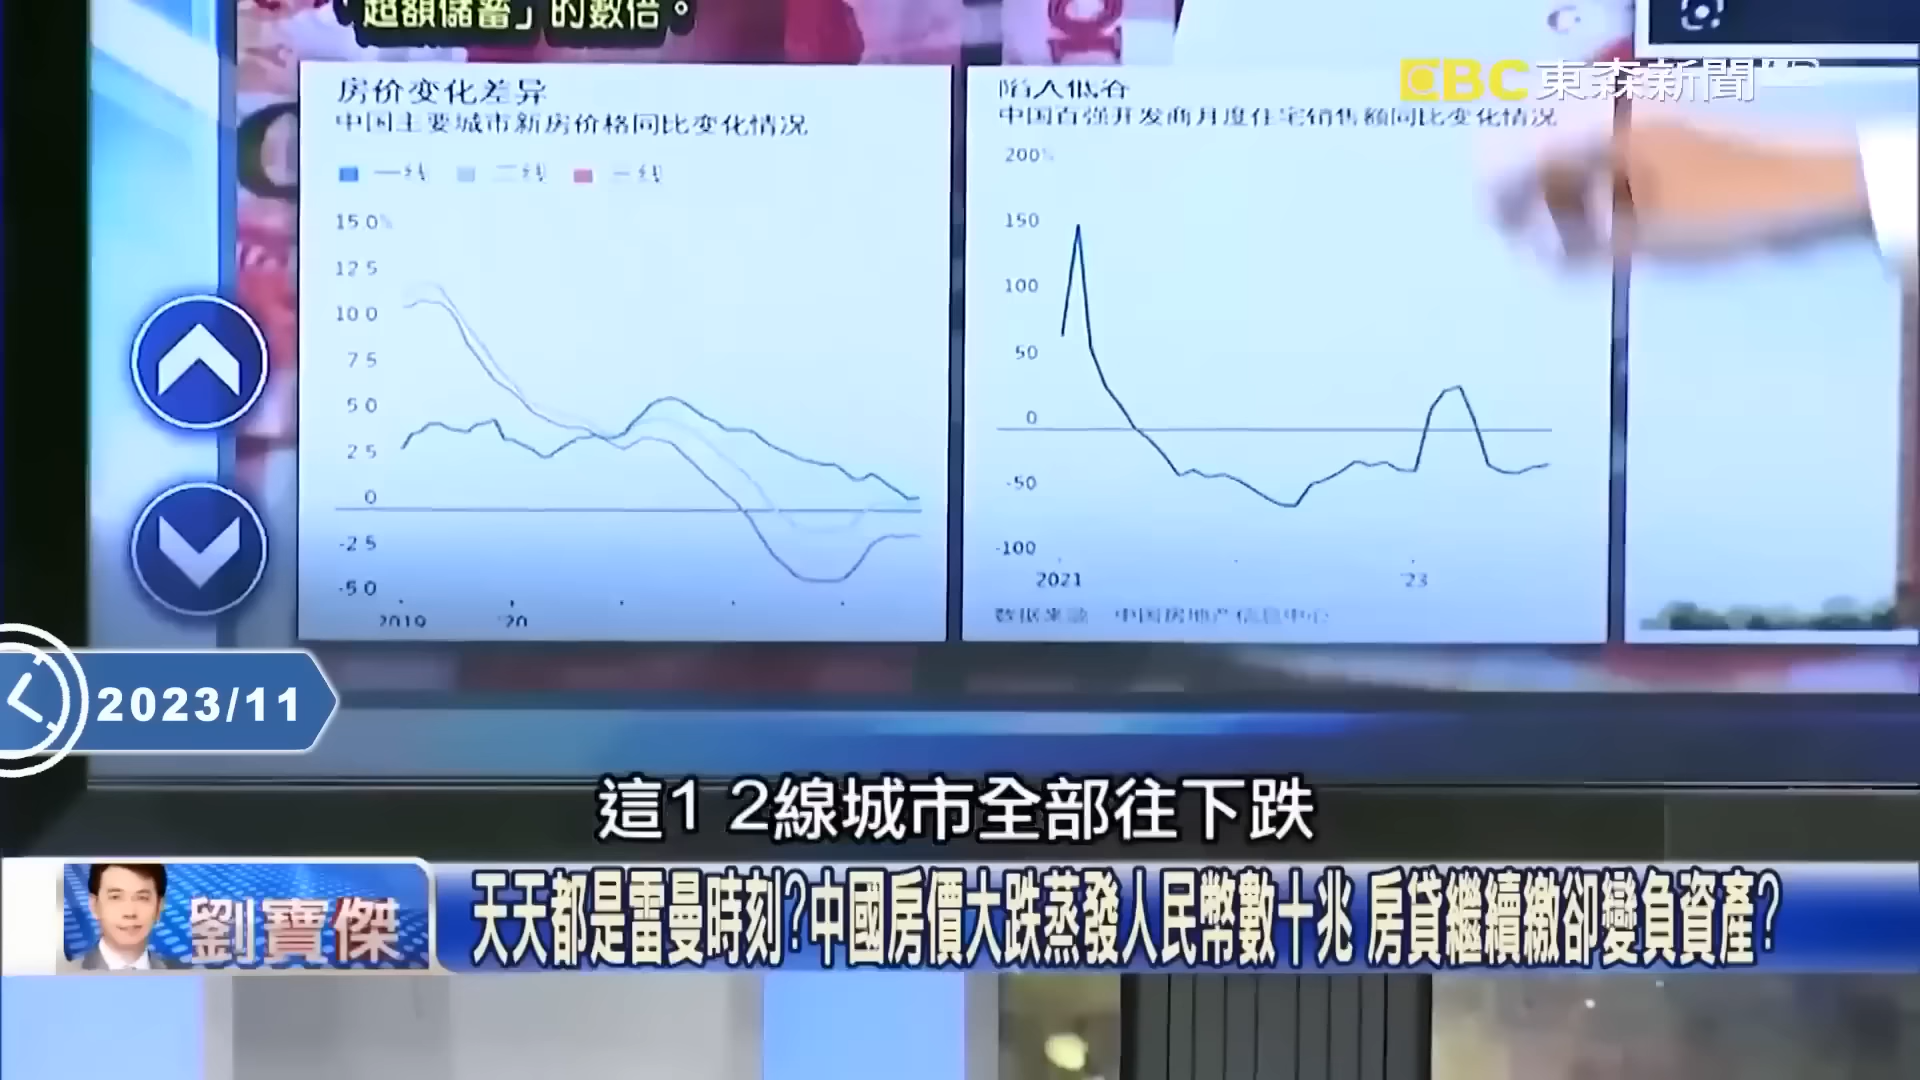 「超額儲蓄」的數倍。
EBC 東森新聞 HD
房价变化差异
中国主要城市新房价格同比变化情况
一线 二线 三线
15.0%
12.5
10.0
7.5
5.0
2.5
0
-2.5
-5.0
2019 '20
陷入低谷
中国百强开发商月度住宅销售额同比变化情况
200%
150
100
50
0
-50
-100
2021 '23
数据来源 中国房地产信息中心
2023/11
這1 2線城市全部往下跌
劉寶傑
天天都是雷曼時刻?中國房價大跌蒸發人民幣數十兆 房貸繼續繳卻變負資產?